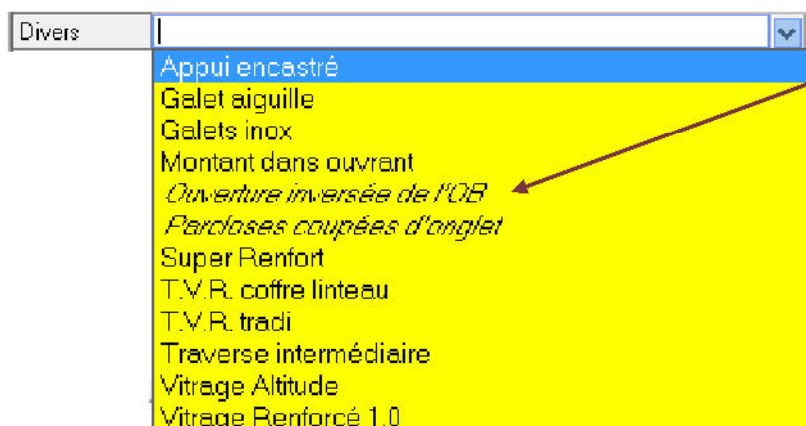 Divers
Appui encastré
Galet aiguille
Galets inox
Montant dans ouvrant
Ouverture inversée de l'OB
Parcloses coupées d'onglet
Super Renfort
T.V.R. coffre linteau
T.V.R. tradi
Traverse intermédiaire
Vitrage Altitude
Vitrage Renforcé 1.0